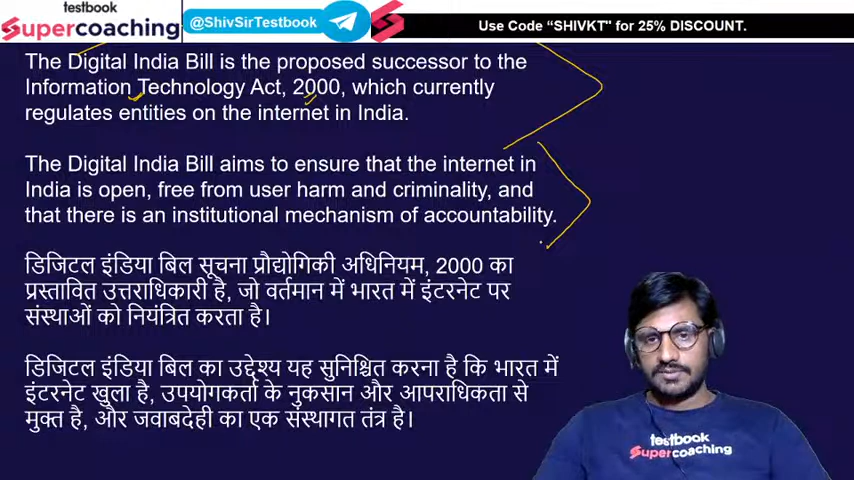 testbook
Supercoaching
@ShivSirTestbook
Use Code “SHIVKT" for 25% DISCOUNT.
The Digital India Bill is the proposed successor to the
Information Technology Act, 2000, which currently
regulates entities on the internet in India.
The Digital India Bill aims to ensure that the internet in
India is open, free from user harm and criminality, and
that there is an institutional mechanism of accountability.
डिजिटल इंडिया बिल सूचना प्रौद्योगिकी अधिनियम, 2000 का
प्रस्तावित उत्तराधिकारी है, जो वर्तमान में भारत में इंटरनेट पर
संस्थाओं को नियंत्रित करता है।
डिजिटल इंडिया बिल का उद्देश्य यह सुनिश्चित करना है कि भारत में
इंटरनेट खुला है, उपयोगकर्ता के नुकसान और आपराधिकता से
मुक्त है, और जवाबदेही का एक संस्थागत तंत्र है।
testbook
Supercoaching